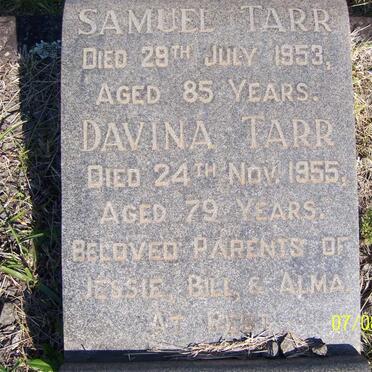 SAMUEL TARR
DIED 29TH JULY 1953,
AGED 85 YEARS.
DAVINA TARR
DIED 24TH NOV. 1955,
AGED 79 YEARS.
BELOVED PARENTS OF
JESSIE, BILL, & ALMA.
AT REST
07/0